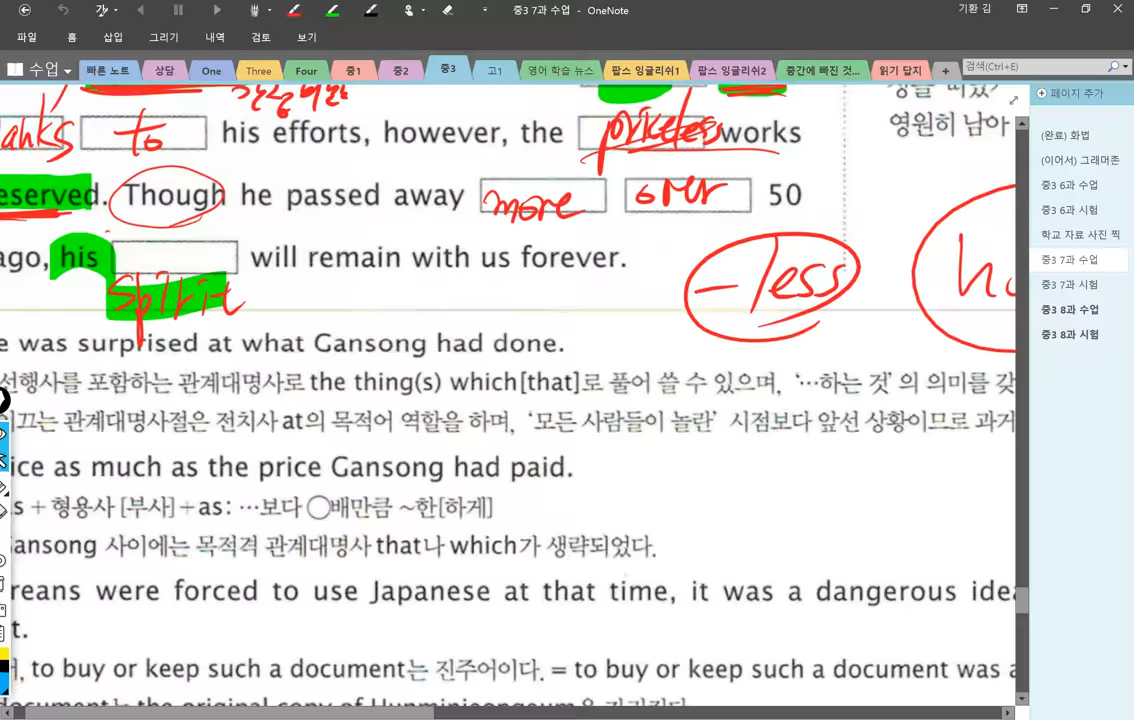 중3 7과 수업 - OneNote
기환 김
파일 홈 삽입 그리기 내역 검토 보기
수업 빠른 노트 상담 One Three Four 중1 중2 중3 고1 영어 학습 뉴스 팝스 잉글리쉬1 팝스 잉글리쉬2 중간에 빠진 것... 읽기 답지 + 검색(Ctrl+E)
페이지 추가
(완료) 화법
(이어서) 그래머존
중3 6과 수업
중3 6과 시험
학교 자료 사진 찍
중3 7과 수업
중3 7과 시험
중3 8과 수업
중3 8과 시험
영원히 남아
anks to his efforts, however, the priceless works
eserved. Though he passed away more over 50
ago, his spirit will remain with us forever.
-less
e was surprised at what Gansong had done.
선행사를 포함하는 관계대명사로 the thing(s) which[that]로 풀어 쓸 수 있으며, '…하는 것'의 의미를 갖
이끄는 관계대명사절은 전치사 at의 목적어 역할을 하며, '모든 사람들이 놀란' 시점보다 앞선 상황이므로 과거
ice as much as the price Gansong had paid.
s + 형용사 [부사] + as: …보다 ◯배만큼 ~한[하게]
Gansong 사이에는 목적격 관계대명사 that나 which가 생략되었다.
reans were forced to use Japanese at that time, it was a dangerous idea
t.
, to buy or keep such a document는 진주어이다. = to buy or keep such a document was a